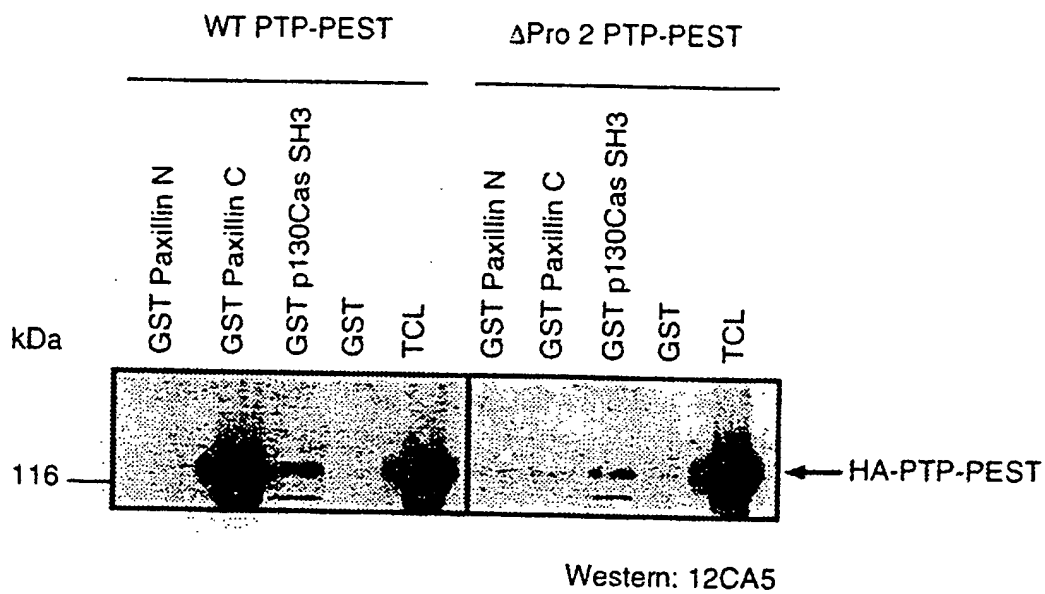 WT PTP-PEST
ΔPro 2 PTP-PEST
GST Paxillin N
GST Paxillin C
GST p130Cas SH3
GST
TCL
GST Paxillin N
GST Paxillin C
GST p130Cas SH3
GST
TCL
kDa
116
HA-PTP-PEST
Western: 12CA5